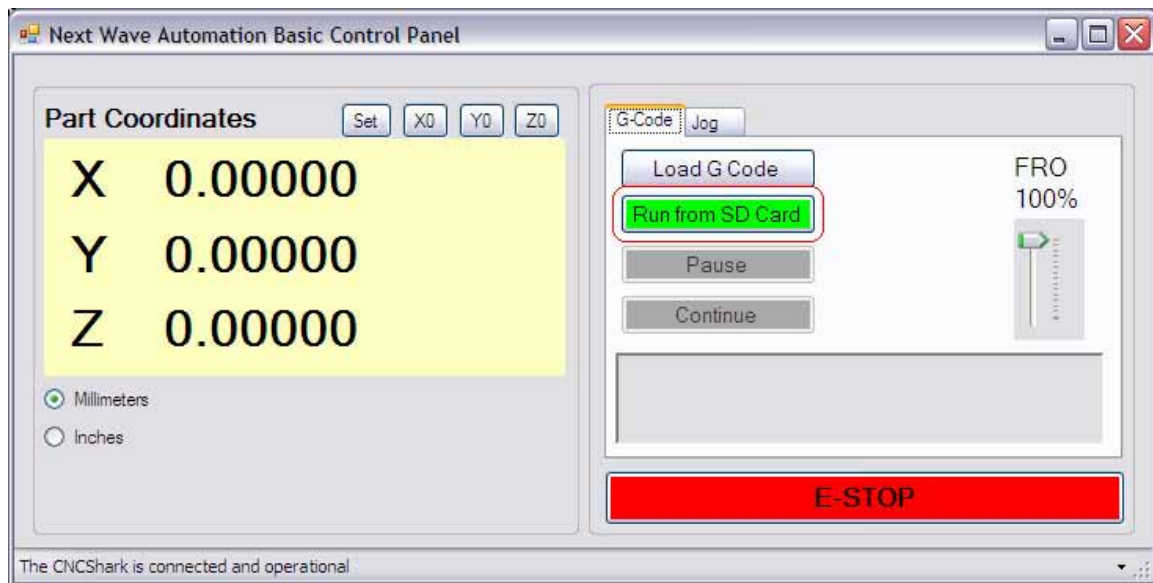 Next Wave Automation Basic Control Panel
Part Coordinates Set X0 Y0 Z0
X 0.00000
Y 0.00000
Z 0.00000
Millimeters
Inches
G-Code Jog
Load G Code
Run from SD Card
Pause
Continue
FRO
100%
E-STOP
The CNCShark is connected and operational